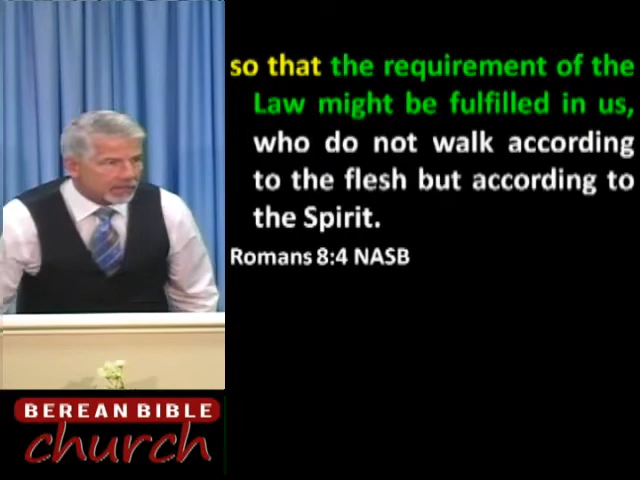 so that the requirement of the
Law might be fulfilled in us,
who do not walk according
to the flesh but according to
the Spirit.
Romans 8:4 NASB
BEREAN BIBLE
church